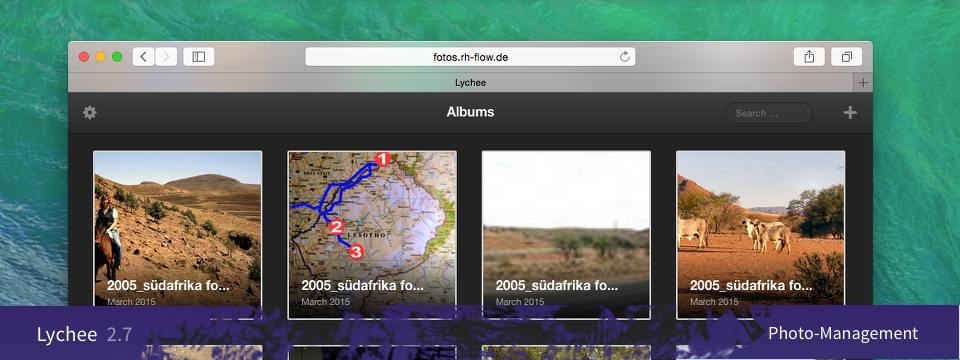 fotos.rh-flow.de
Lychee
Albums
Search ...
1
2
LESOTHO
3
2005_südafrika fo...
March 2015
2005_südafrika fo...
March 2015
2005_südafrika fo...
March 2015
2005_südafrika fo...
March 2015
Lychee 2.7
Photo-Management